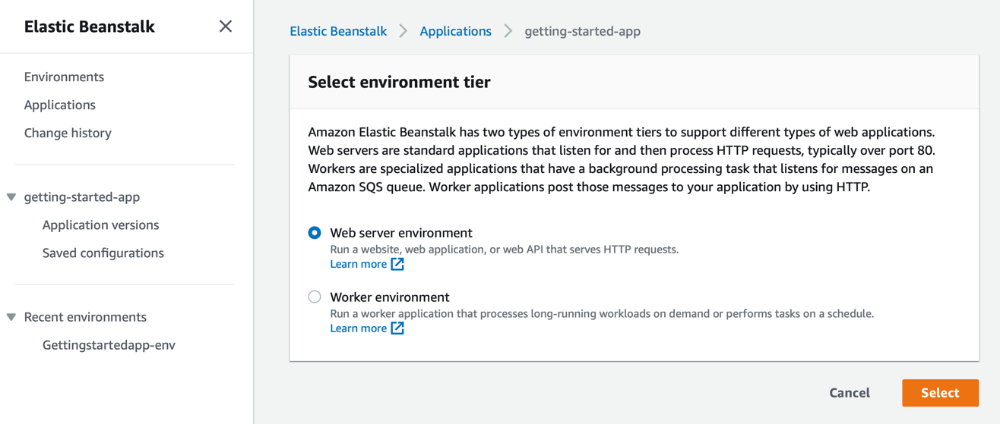 Elastic Beanstalk
Environments
Applications
Change history
getting-started-app
Application versions
Saved configurations
Recent environments
Gettingstartedapp-env
Elastic Beanstalk
Applications
getting-started-app
Select environment tier
Amazon Elastic Beanstalk has two types of environment tiers to support different types of web applications.
Web servers are standard applications that listen for and then process HTTP requests, typically over port 80.
Workers are specialized applications that have a background processing task that listens for messages on an
Amazon SQS queue. Worker applications post those messages to your application by using HTTP.
Web server environment
Run a website, web application, or web API that serves HTTP requests.
Learn more
Worker environment
Run a worker application that processes long-running workloads on demand or performs tasks on a schedule.
Learn more
Cancel
Select